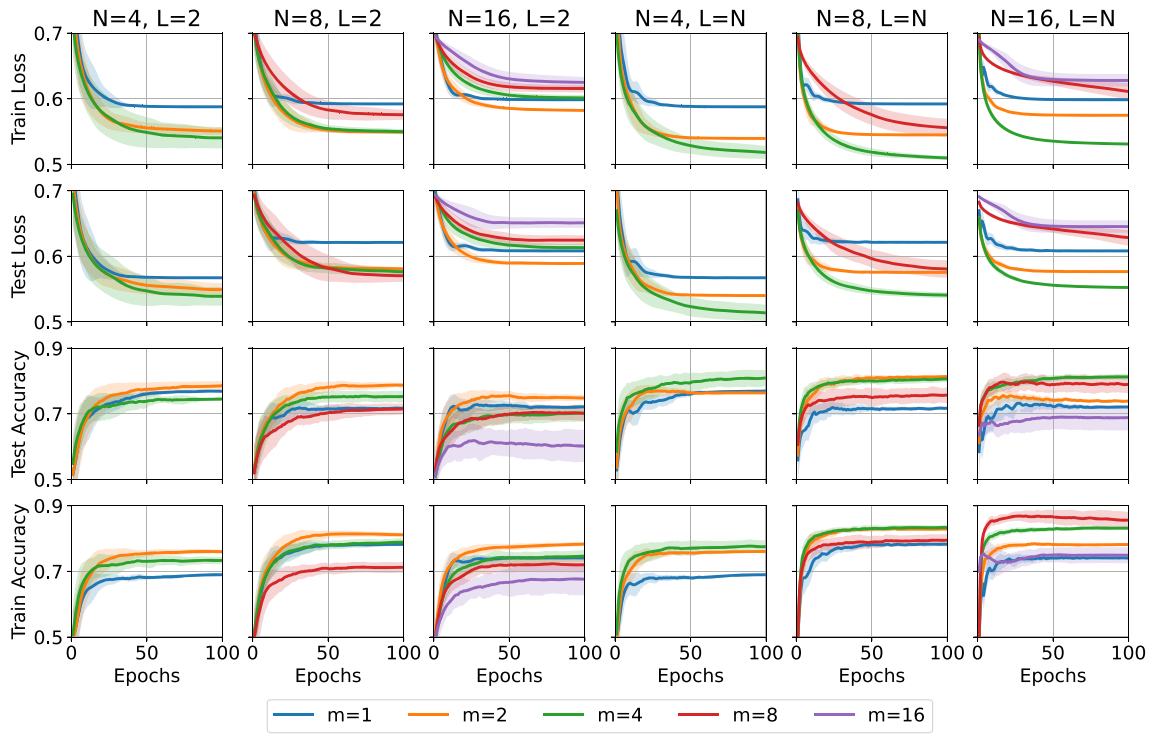 N=4, L=2 N=8, L=2 N=16, L=2 N=4, L=N N=8, L=N N=16, L=N
0.7
0.6
0.5
Train Loss
0.7
0.6
0.5
Test Loss
0.9
0.7
0.5
Test Accuracy
0.9
0.7
0.5
Train Accuracy
0 50 100 0 50 100 0 50 100 0 50 100 0 50 100 0 50 100
Epochs Epochs Epochs Epochs Epochs Epochs
m=1 m=2 m=4 m=8 m=16